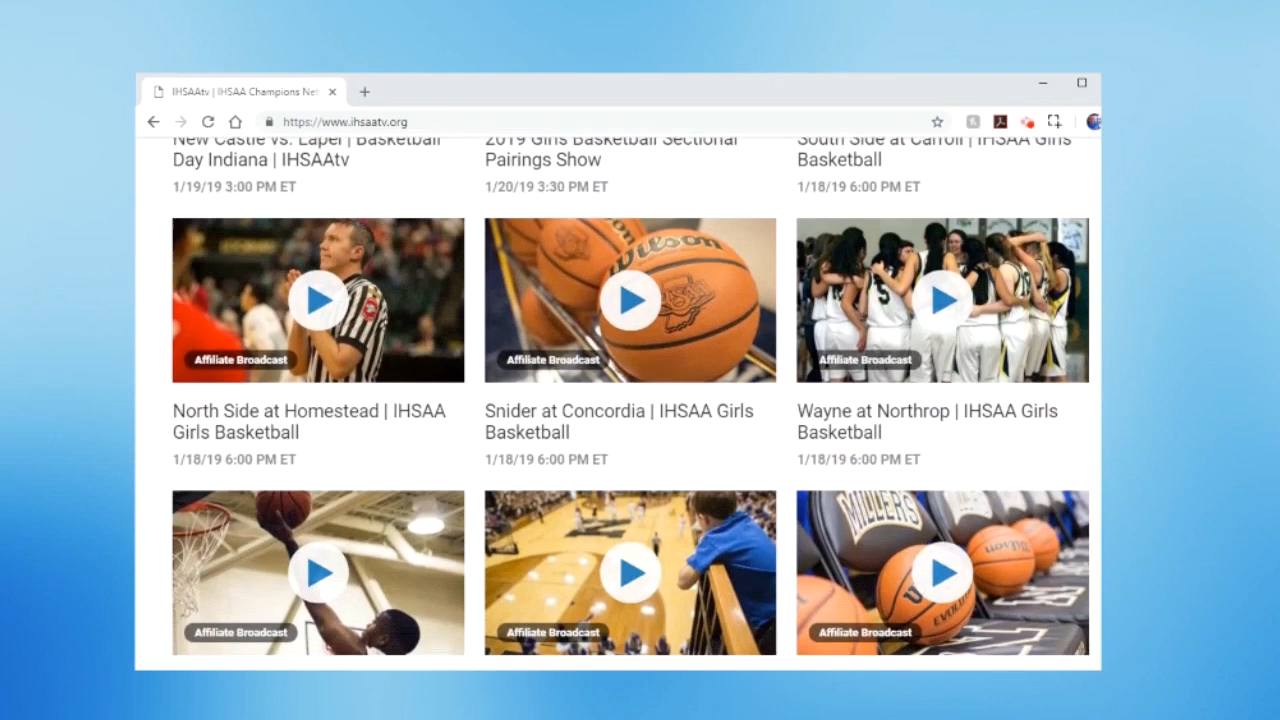 IHSAAtv | IHSAA Champions Net
https://www.ihsaatv.org
New Castle vs. Lapel | Basketball
Day Indiana | IHSAAtv
1/19/19 3:00 PM ET
2019 Girls Basketball Sectional
Pairings Show
1/20/19 3:30 PM ET
South Side at Carroll | IHSAA Girls
Basketball
1/18/19 6:00 PM ET
Affiliate Broadcast
North Side at Homestead | IHSAA
Girls Basketball
1/18/19 6:00 PM ET
Wilson
Affiliate Broadcast
Snider at Concordia | IHSAA Girls
Basketball
1/18/19 6:00 PM ET
5
Affiliate Broadcast
Wayne at Northrop | IHSAA Girls
Basketball
1/18/19 6:00 PM ET
Affiliate Broadcast
Affiliate Broadcast
MILLERS
Wilson
EVOLU
Affiliate Broadcast